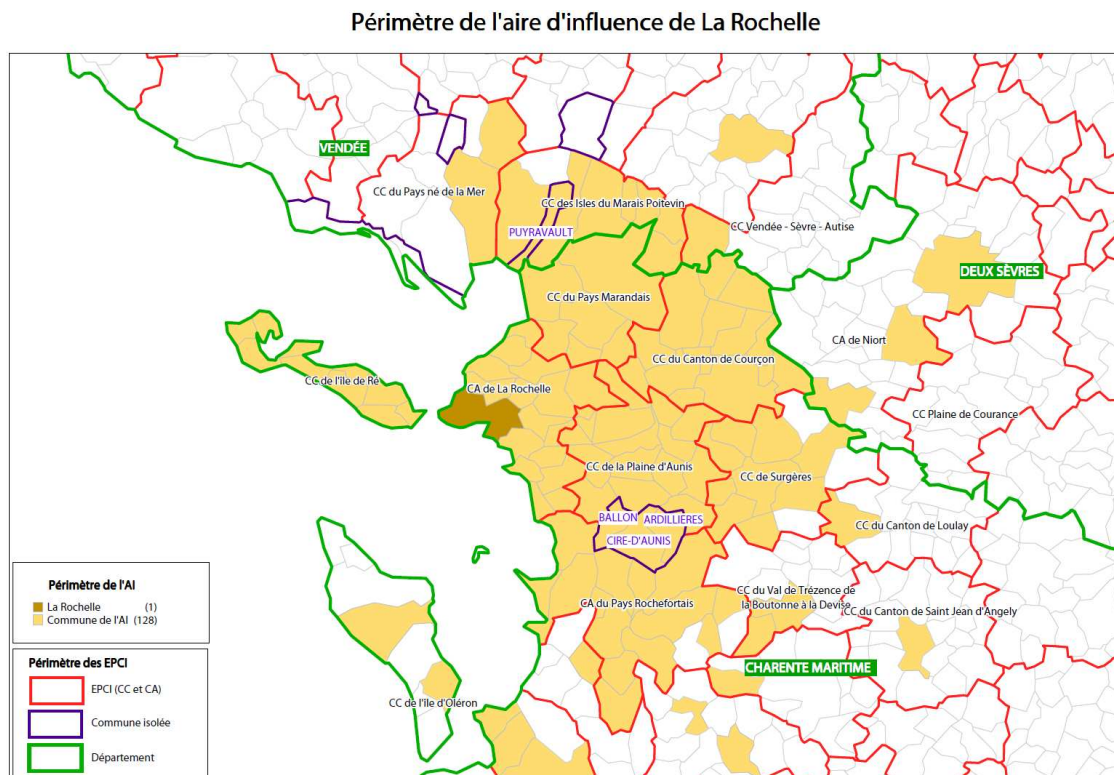 Périmètre de l'aire d'influence de La Rochelle
VENDÉE
CC du Pays né de la Mer
CC des Isles du Marais Poitevin
PUYRAVAULT
CC Vendée - Sèvre - Autise
DEUX SÈVRES
CC du Pays Marandais
CA de Niort
CC du Canton de Courçon
CC de l'île de Ré
CA de La Rochelle
CC Plaine de Courance
CC de la Plaine d'Aunis
CC de Surgères
BALLON
ARDILLIERES
CC du Canton de Loulay
CIRE-D'AUNIS
CC du Val de Trézence de
la Boutonne à la Devise
CA du Pays Rochefortais
CC du Canton de Saint Jean d'Angely
CHARENTE MARITIME
CC de l'île d'Oléron
Périmètre de l'AI
La Rochelle (1)
Commune de l'AI (128)
Périmètre des EPCI
EPCI (CC et CA)
Commune isolée
Département